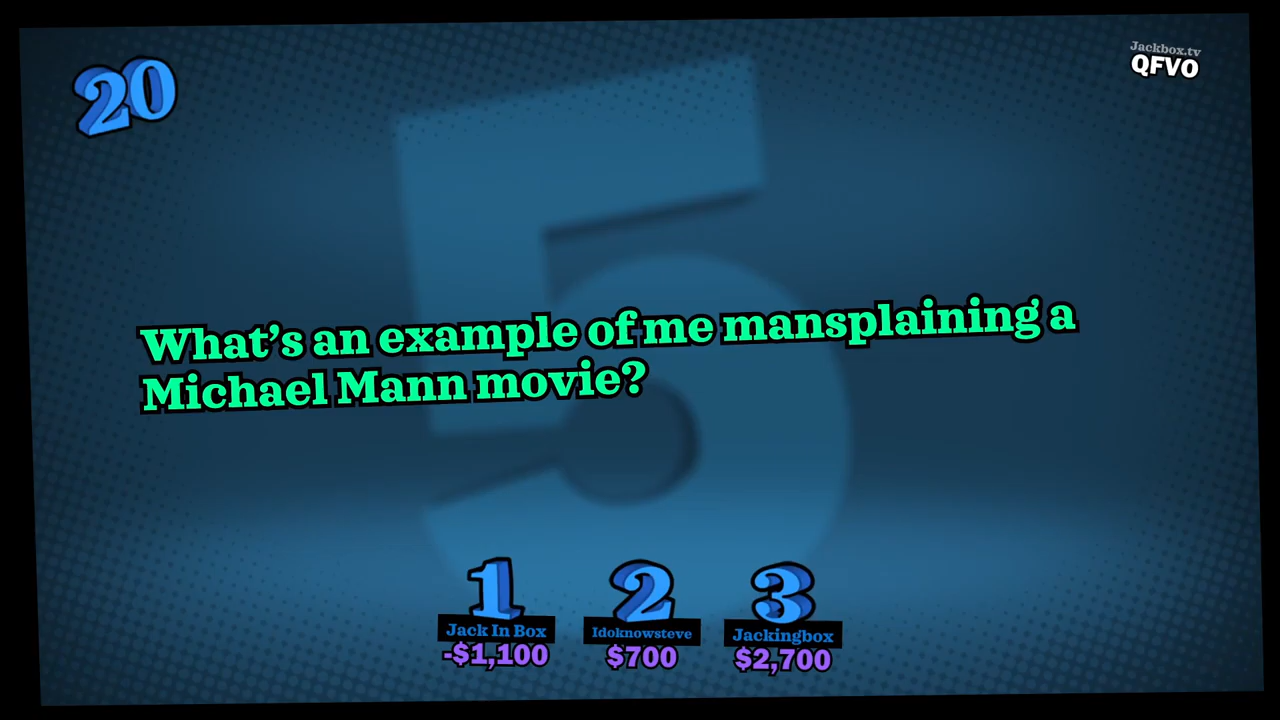 20
Jackbox.tv
QFVO
What's an example of me mansplaining a
Michael Mann movie?
5
1 2 3
Jack In Box Idoknowsteve Jackingbox
-$1,100 $700 $2,700